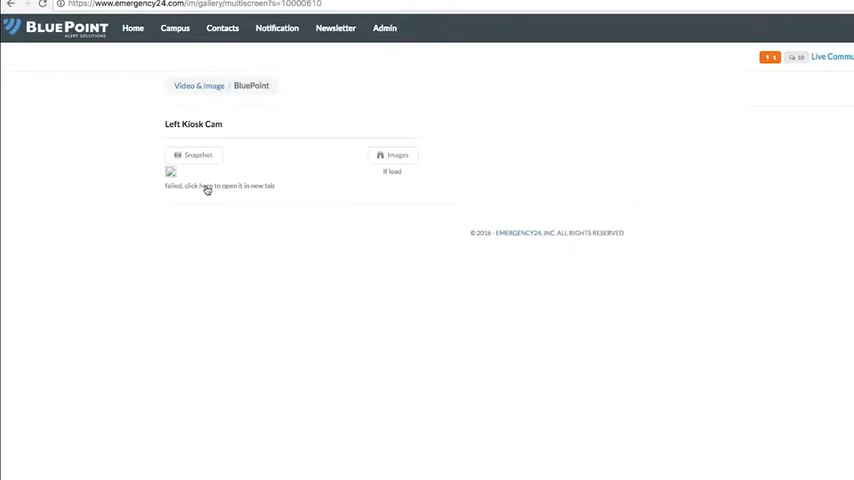 https://www.emergency24.com/im/gallery/multiscreen?s=10000610
BLUEPOINT
ALERT SOLUTIONS
Home Campus Contacts Notification Newsletter Admin
10 Live Commu
Video & Image / BluePoint
Left Kiosk Cam
Snapshot Images
If load
failed, click here to open it in new tab
© 2016 - EMERGENCY24, INC. ALL RIGHTS RESERVED